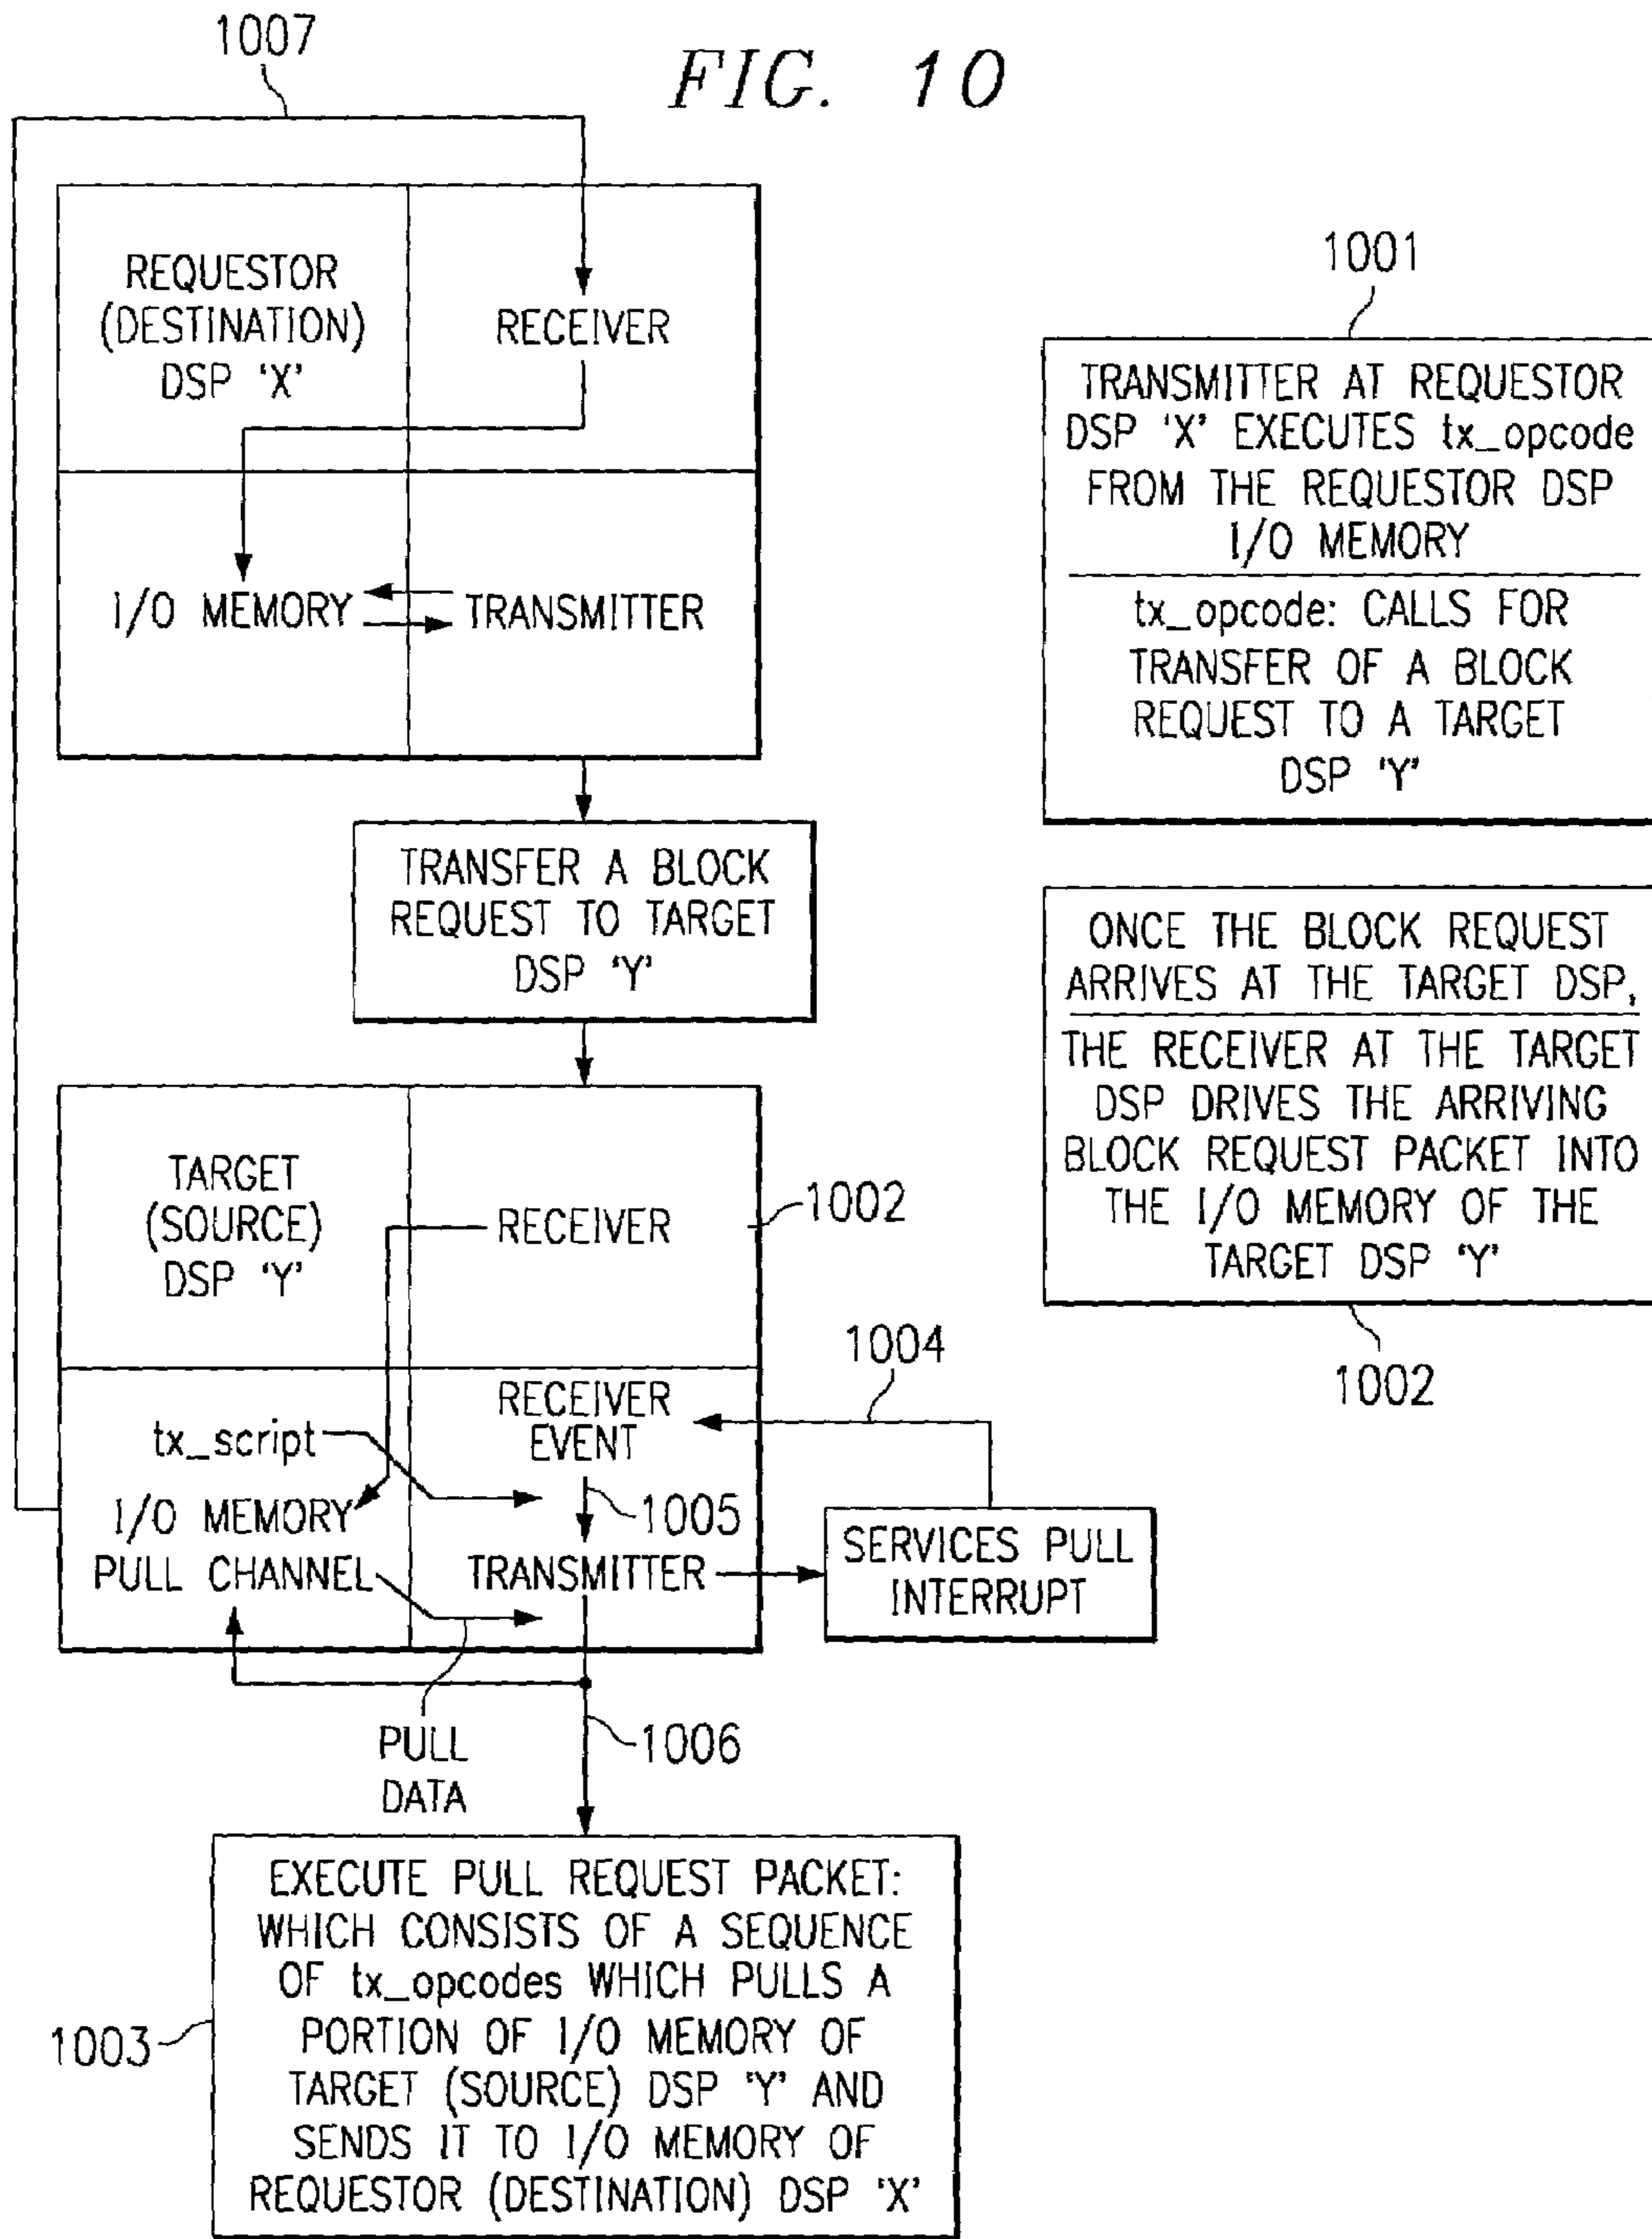 1007
FIG. 10
REQUESTOR
(DESTINATION)
DSP 'X'
RECEIVER
I/O MEMORY
TRANSMITTER
1001
TRANSMITTER AT REQUESTOR
DSP 'X' EXECUTES tx_opcode
FROM THE REQUESTOR DSP
I/O MEMORY
tx_opcode: CALLS FOR
TRANSFER OF A BLOCK
REQUEST TO A TARGET
DSP 'Y'
TRANSFER A BLOCK
REQUEST TO TARGET
DSP 'Y'
ONCE THE BLOCK REQUEST
ARRIVES AT THE TARGET DSP,
THE RECEIVER AT THE TARGET
DSP DRIVES THE ARRIVING
BLOCK REQUEST PACKET INTO
THE I/O MEMORY OF THE
TARGET DSP 'Y'
1002
TARGET
(SOURCE)
DSP 'Y'
RECEIVER
1002
1004
tx_script
RECEIVER
EVENT
1005
I/O MEMORY
PULL CHANNEL
TRANSMITTER
SERVICES PULL
INTERRUPT
PULL
DATA
1006
EXECUTE PULL REQUEST PACKET:
WHICH CONSISTS OF A SEQUENCE
OF tx_opcodes WHICH PULLS A
PORTION OF I/O MEMORY OF
TARGET (SOURCE) DSP 'Y' AND
SENDS IT TO I/O MEMORY OF
REQUESTOR (DESTINATION) DSP 'X'
1003